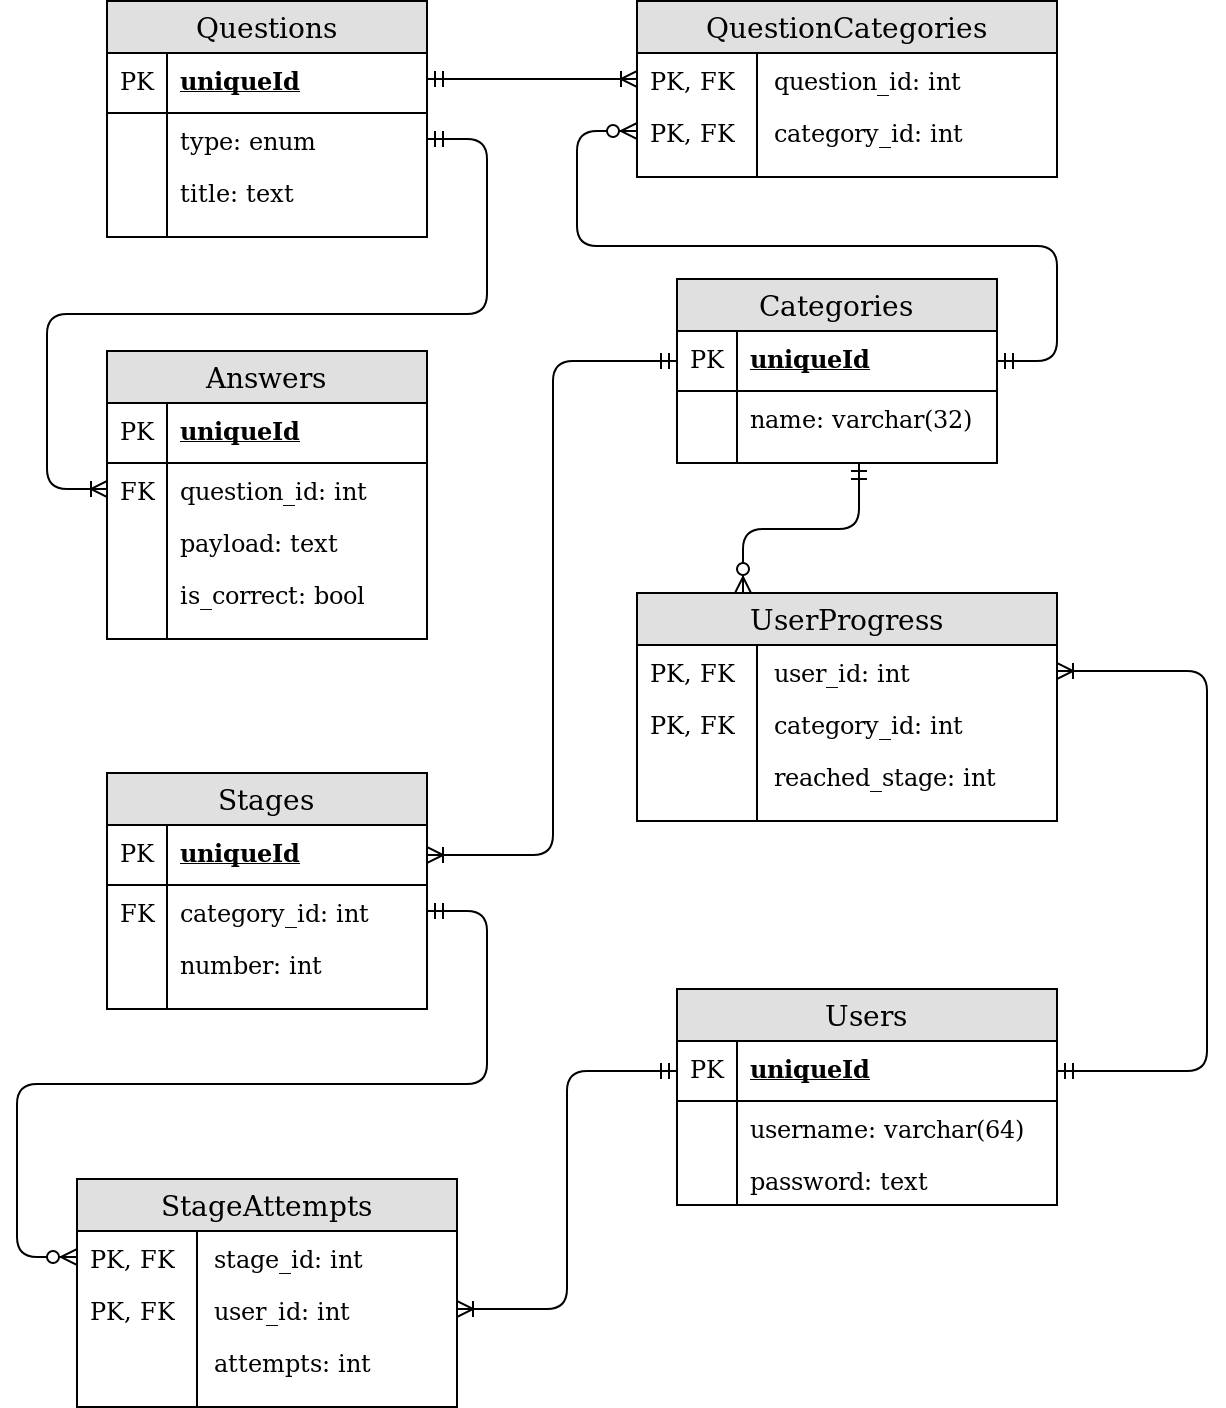 Questions
PK uniqueId
type: enum
title: text
QuestionCategories
PK, FK question_id: int
PK, FK category_id: int
Categories
PK uniqueId
name: varchar(32)
Answers
PK uniqueId
FK question_id: int
payload: text
is_correct: bool
UserProgress
PK, FK user_id: int
PK, FK category_id: int
reached_stage: int
Stages
PK uniqueId
FK category_id: int
number: int
Users
PK uniqueId
username: varchar(64)
password: text
StageAttempts
PK, FK stage_id: int
PK, FK user_id: int
attempts: int